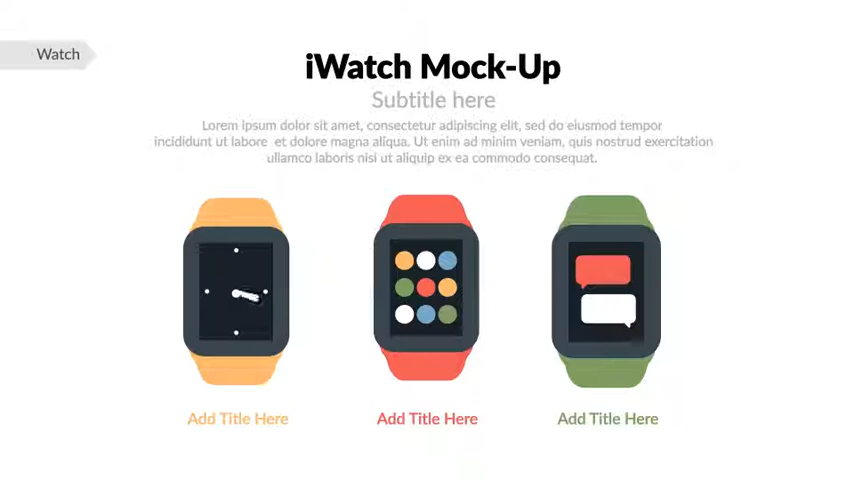 Watch
iWatch Mock-Up
Subtitle here
Lorem ipsum dolor sit amet, consectetur adipiscing elit, sed do eiusmod tempor
incididunt ut labore et dolore magna aliqua. Ut enim ad minim veniam, quis nostrud exercitation
ullamco laboris nisi ut aliquip ex ea commodo consequat.
Add Title Here
Add Title Here
Add Title Here